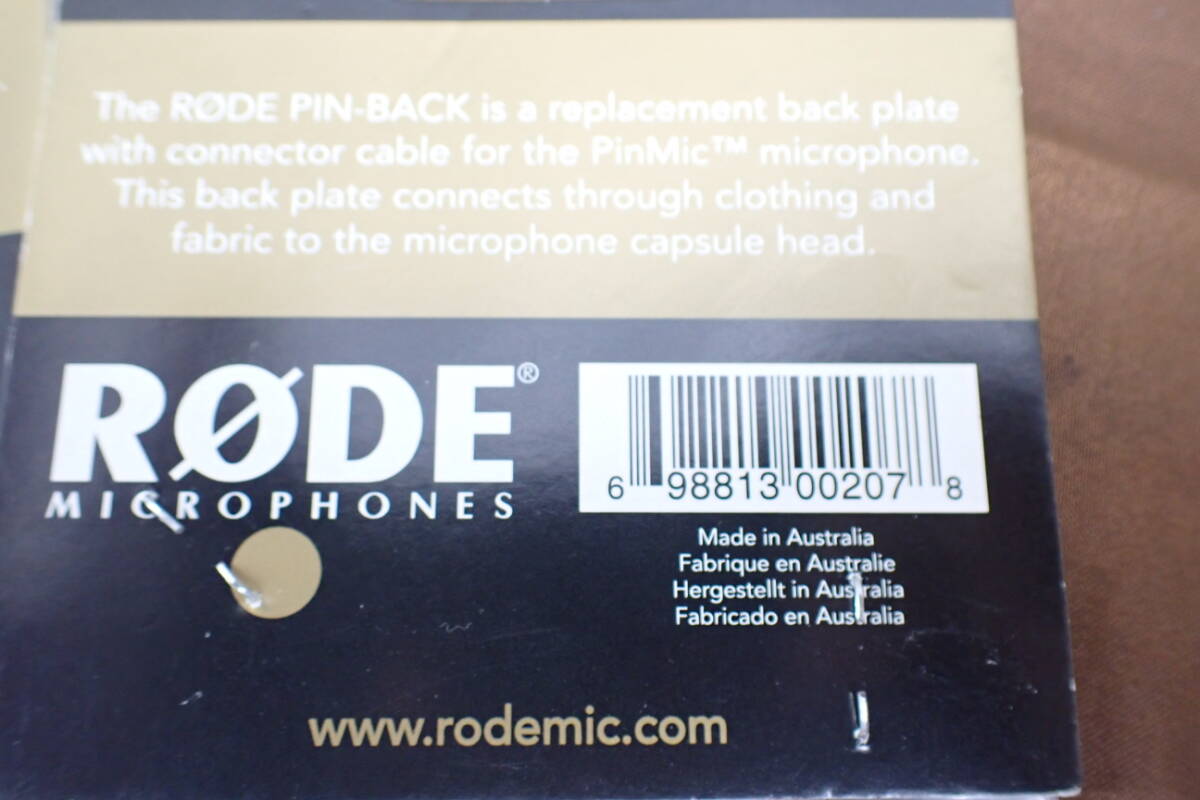 The RØDE PIN-BACK is a replacement back plate
with connector cable for the PinMic™ microphone.
This back plate connects through clothing and
fabric to the microphone capsule head.
RØDE®
MICROPHONES
6 98813 00207 8
Made in Australia
Fabrique en Australie
Hergestellt in Australia
Fabricado en Australia
www.rodemic.com